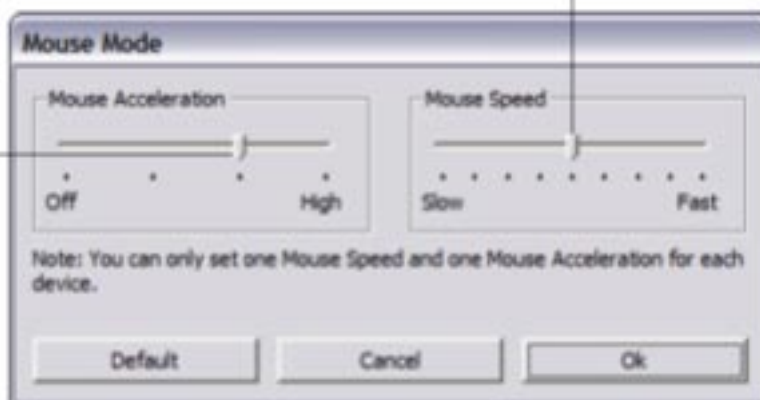 Mouse Mode
Mouse Acceleration
Mouse Speed
Off
High
Slow
Fast
Note: You can only set one Mouse Speed and one Mouse Acceleration for each
device.
Default
Cancel
Ok